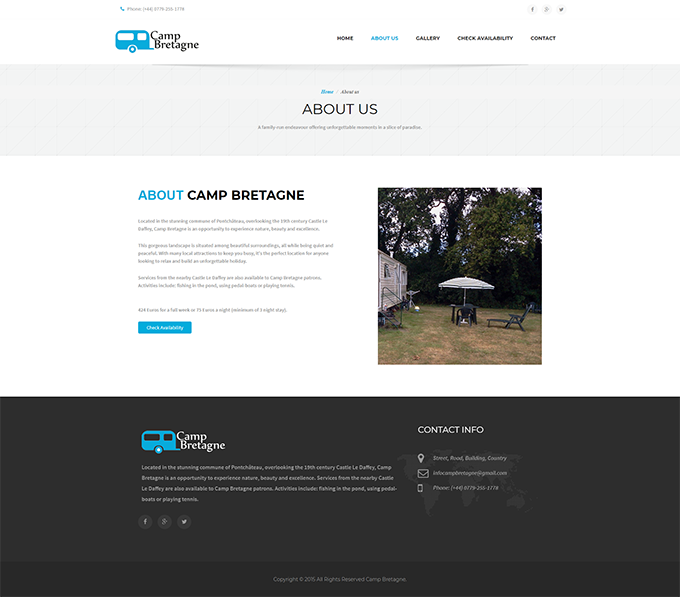 Phone: (+44) 0779-255-1778
Camp
Bretagne
HOME ABOUT US GALLERY CHECK AVAILABILITY CONTACT
Home / About us
ABOUT US
A family-run endeavour offering unforgettable moments in a slice of paradise.
ABOUT CAMP BRETAGNE
Located in the stunning commune of Pontchâteau, overlooking the 19th century Castle Le
Daffey, Camp Bretagne is an opportunity to experience nature, beauty and excellence.
This gorgeous landscape is situated among beautiful surroundings, all while being quiet and
peaceful. With many local attractions to keep you busy, it's the perfect location for anyone
looking to relax and build an unforgettable holiday.
Services from the nearby Castle Le Daffey are also available to Camp Bretagne patrons.
Activities include: fishing in the pond, using pedal boats or playing tennis.
424 Euros for a full week or 75 Euros a night (minimum of 3 night stay).
Check Availability
Camp
Bretagne
Located in the stunning commune of Pontchâteau, overlooking the 19th century Castle Le Daffey, Camp
Bretagne is an opportunity to experience nature, beauty and excellence. Services from the nearby Castle
Le Daffey are also available to Camp Bretagne patrons. Activities include: fishing in the pond, using pedal-
boats or playing tennis.
CONTACT INFO
Street, Road, Building, Country
infocampbretagne@gmail.com
Phone: (+44) 0779-255-1778
Copyright © 2015 All Rights Reserved Camp Bretagne.